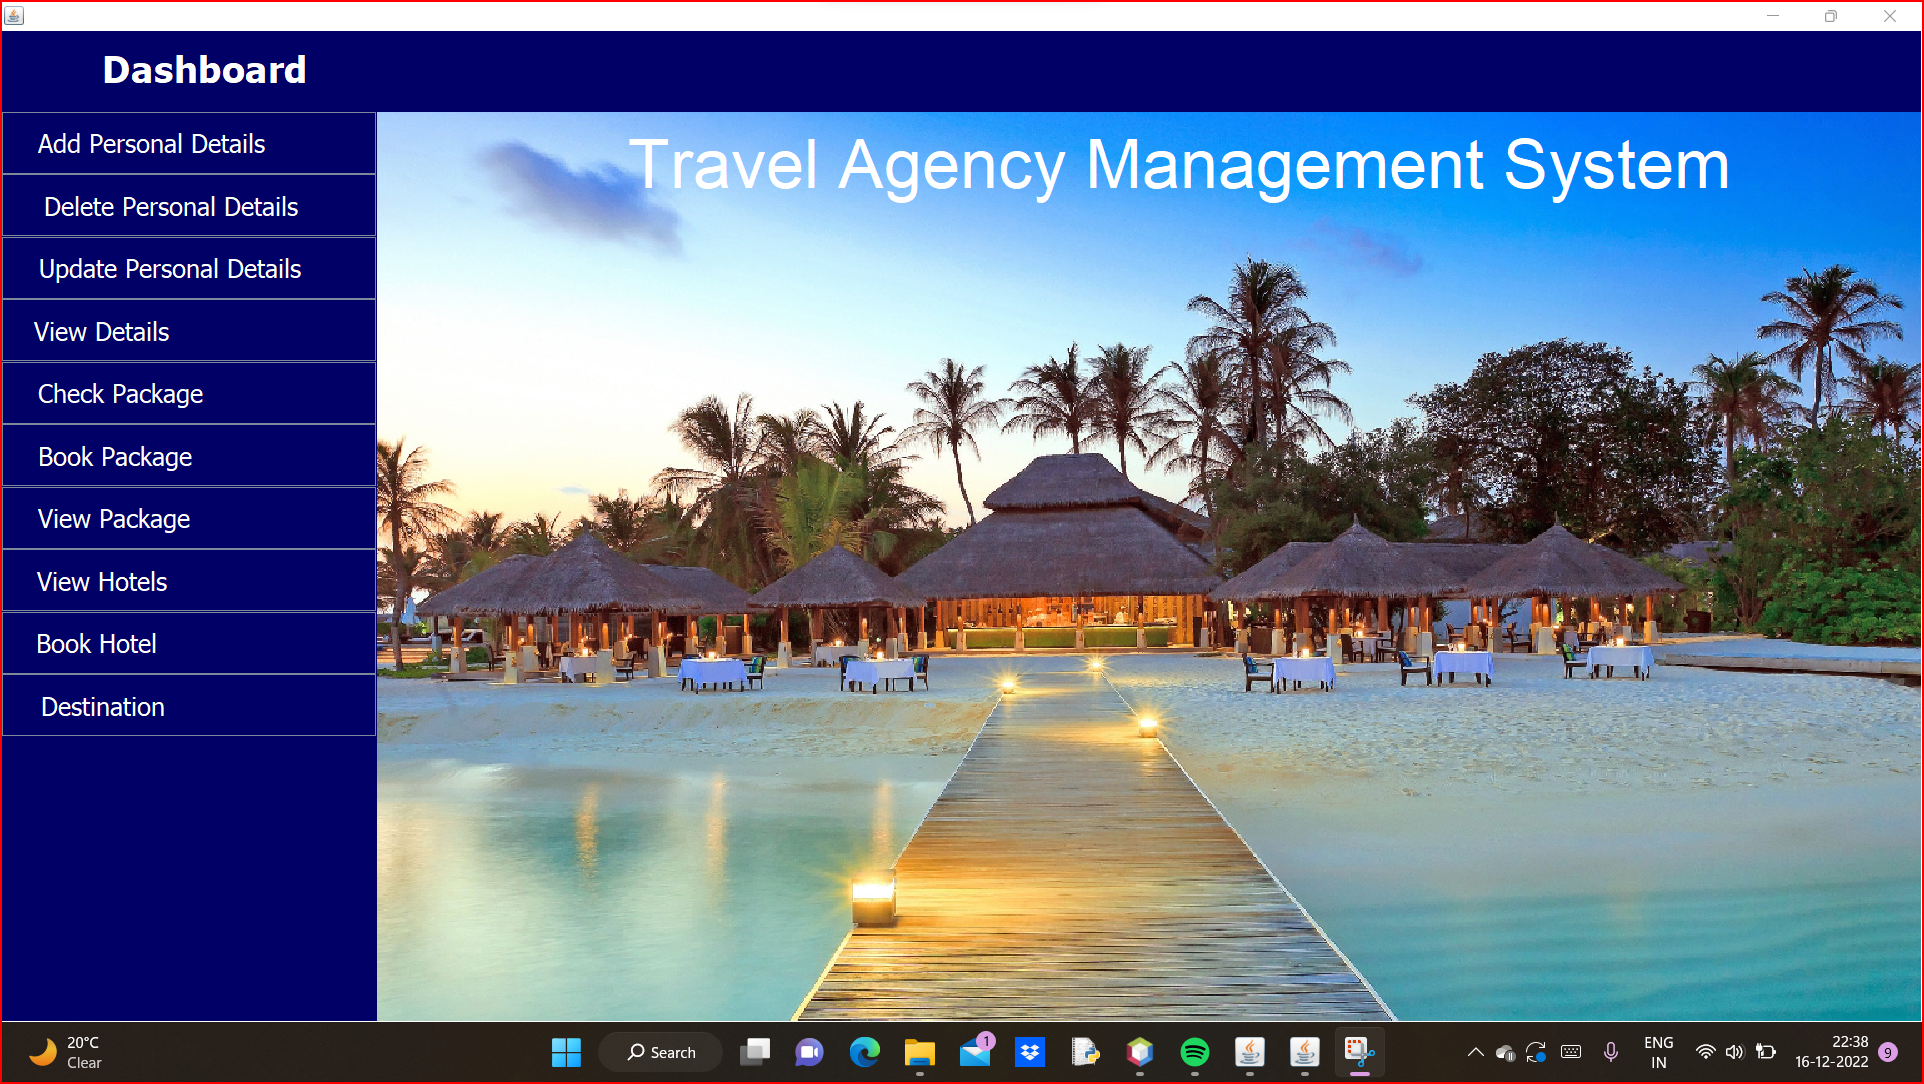 Dashboard
Travel Agency Management System
Add Personal Details
Delete Personal Details
Update Personal Details
View Details
Check Package
Book Package
View Package
View Hotels
Book Hotel
Destination
20°C
Clear
Search
1
ENG
IN
22:38
16-12-2022
9